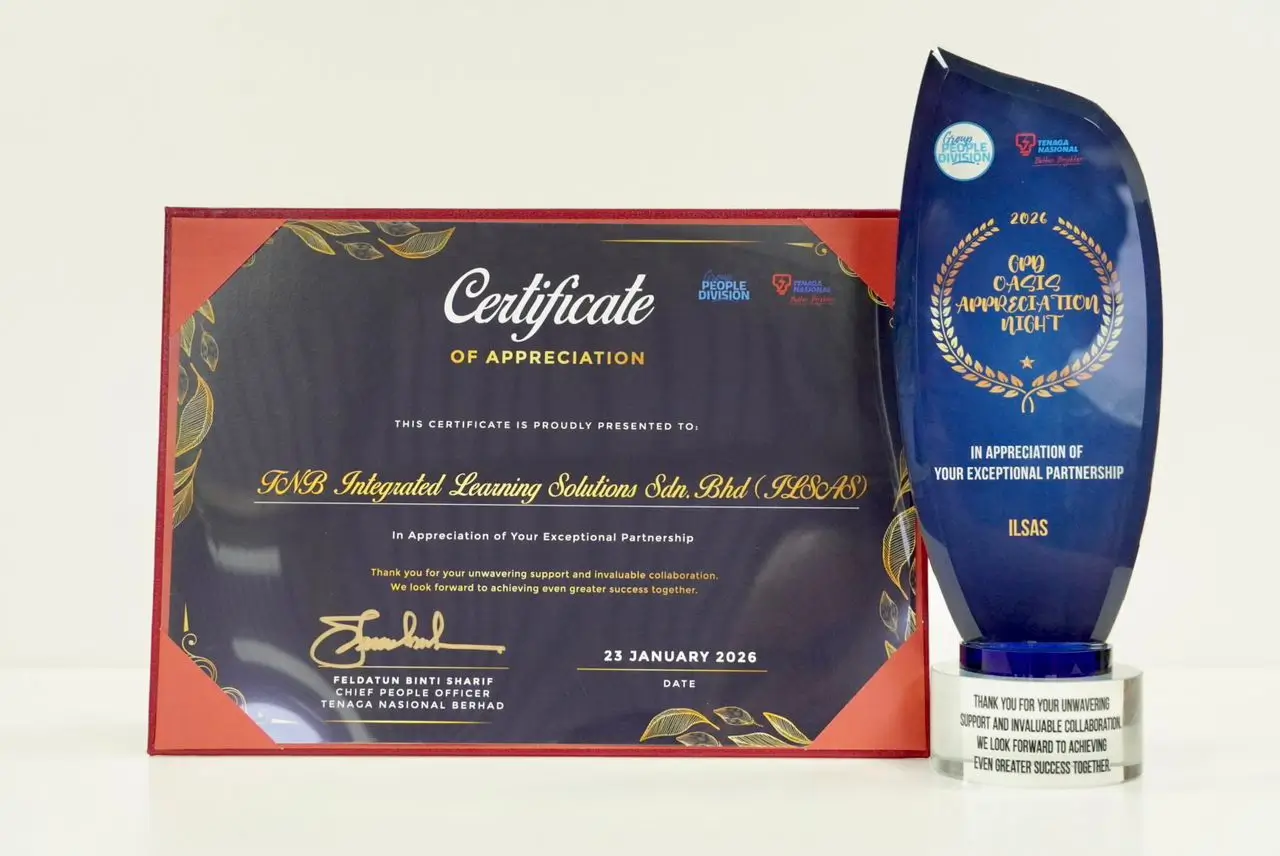 Certificate
OF APPRECIATION
Group
PEOPLE
DIVISION
TENAGA
NASIONAL
Better. Brighter.
THIS CERTIFICATE IS PROUDLY PRESENTED TO:
TNB Integrated Learning Solutions Sdn. Bhd (ILSAS)
In Appreciation of Your Exceptional Partnership
Thank you for your unwavering support and invaluable collaboration.
We look forward to achieving even greater success together.
FELDATUN BINTI SHARIF
CHIEF PEOPLE OFFICER
TENAGA NASIONAL BERHAD
23 JANUARY 2026
DATE
Group
PEOPLE
DIVISION
TENAGA
NASIONAL
Better. Brighter.
2026
GPD
OASIS
APPRECIATION
NIGHT
IN APPRECIATION OF
YOUR EXCEPTIONAL PARTNERSHIP
ILSAS
THANK YOU FOR YOUR UNWAVERING
SUPPORT AND INVALUABLE COLLABORATION.
WE LOOK FORWARD TO ACHIEVING
EVEN GREATER SUCCESS TOGETHER.